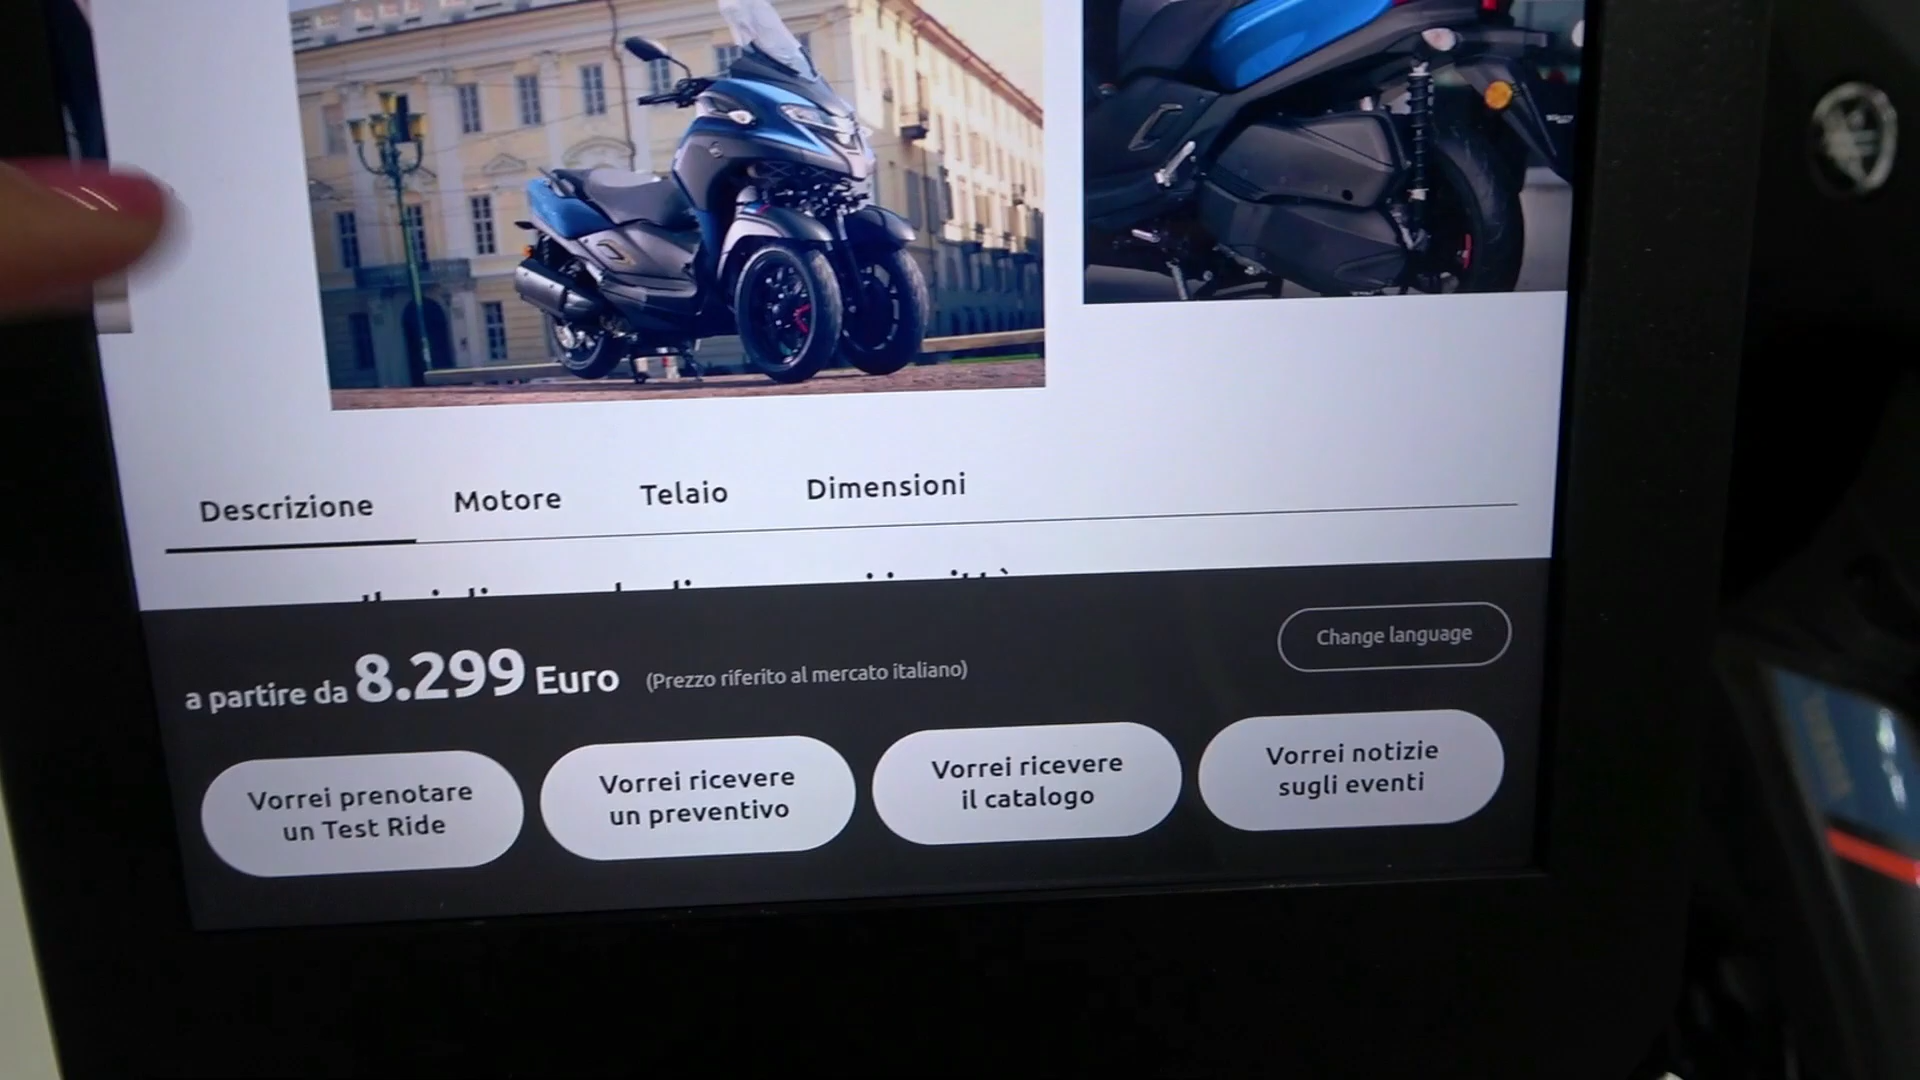 Descrizione Motore Telaio Dimensioni
Change language
a partire da 8.299 Euro (Prezzo riferito al mercato italiano)
Vorrei prenotare
un Test Ride
Vorrei ricevere
un preventivo
Vorrei ricevere
il catalogo
Vorrei notizie
sugli eventi